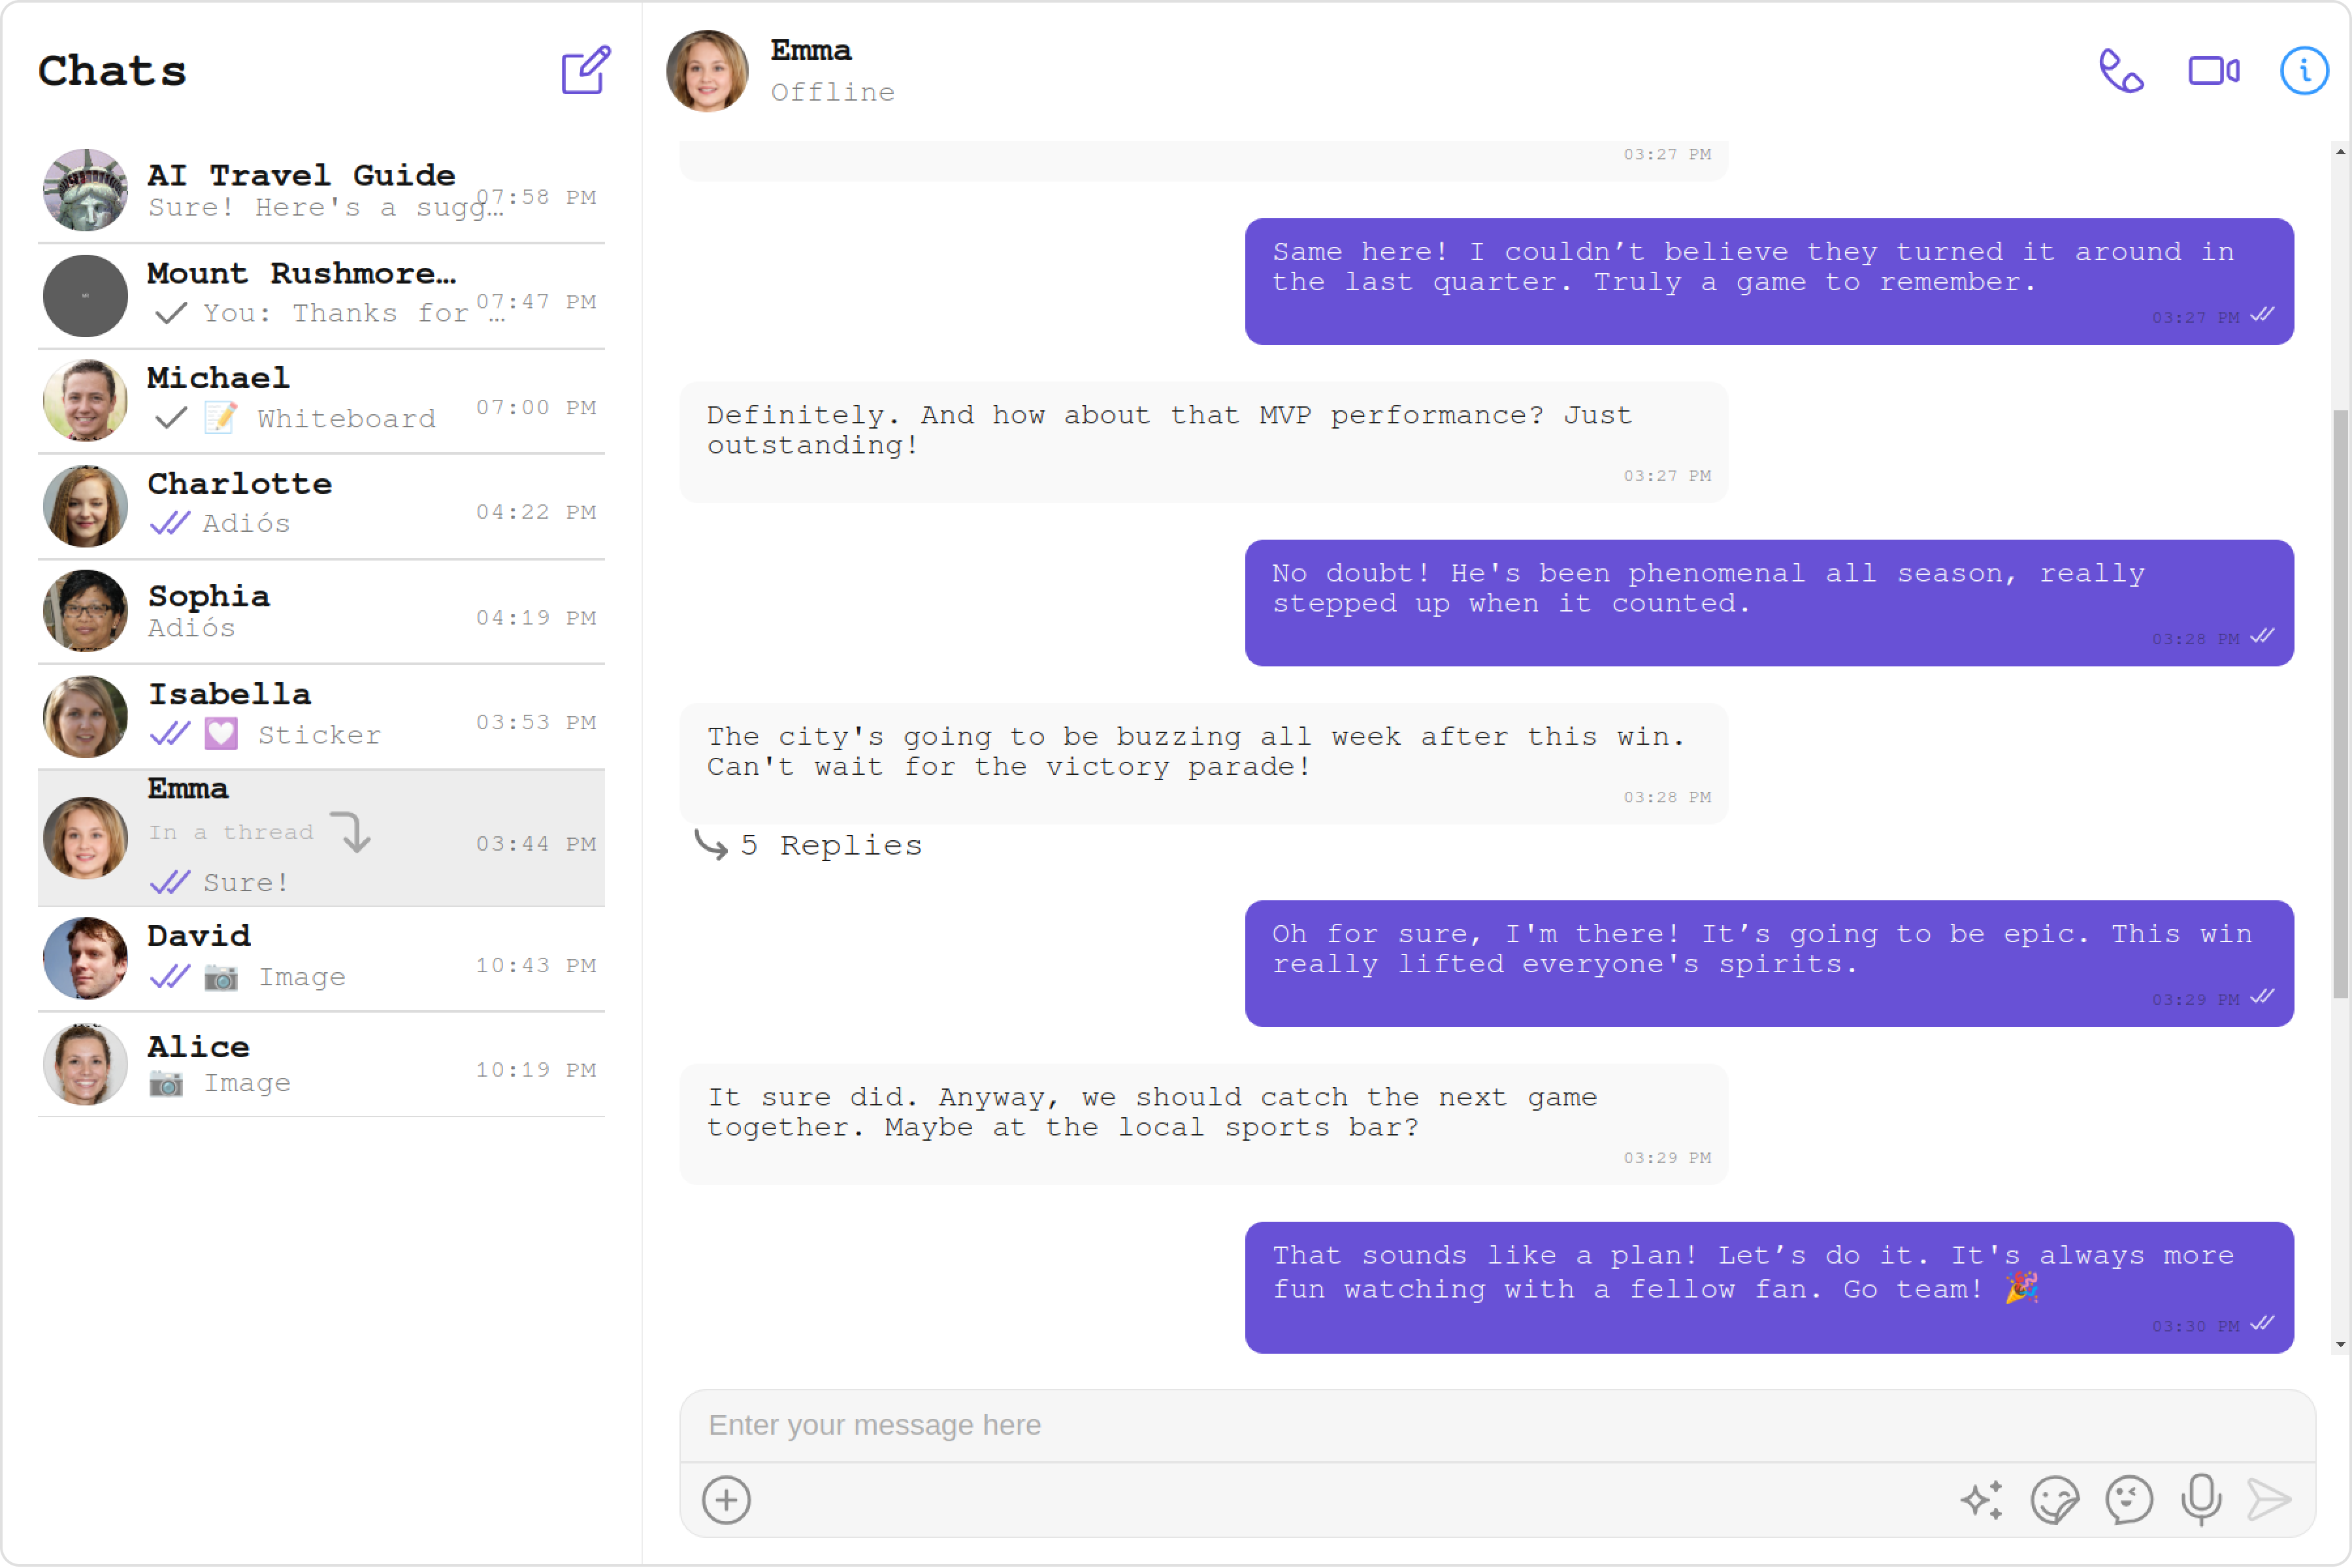 Chats
AI Travel Guide
Sure! Here's a sugg…
07:58 PM
Mount Rushmore…
You: Thanks for …
07:47 PM
Michael
📝 Whiteboard
07:00 PM
Charlotte
Adiós
04:22 PM
Sophia
Adiós
04:19 PM
Isabella
💟 Sticker
03:53 PM
Emma
In a thread
Sure!
03:44 PM
David
📷 Image
10:43 PM
Alice
📷 Image
10:19 PM
Emma
Offline
03:27 PM
Same here! I couldn’t believe they turned it around in
the last quarter. Truly a game to remember.
03:27 PM
Definitely. And how about that MVP performance? Just
outstanding!
03:27 PM
No doubt! He's been phenomenal all season, really
stepped up when it counted.
03:28 PM
The city's going to be buzzing all week after this win.
Can't wait for the victory parade!
03:28 PM
5 Replies
Oh for sure, I'm there! It’s going to be epic. This win
really lifted everyone's spirits.
03:29 PM
It sure did. Anyway, we should catch the next game
together. Maybe at the local sports bar?
03:29 PM
That sounds like a plan! Let’s do it. It's always more
fun watching with a fellow fan. Go team! 🎉
03:30 PM
Enter your message here